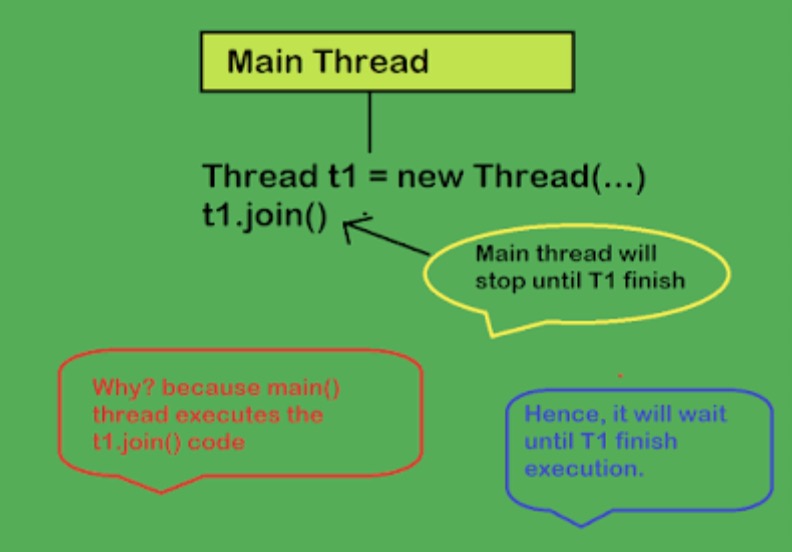 Main Thread
Thread t1 = new Thread(...)
t1.join()
Main thread will
stop until T1 finish
Why? because main()
thread executes the
t1.join() code
Hence, it will wait
until T1 finish
execution.